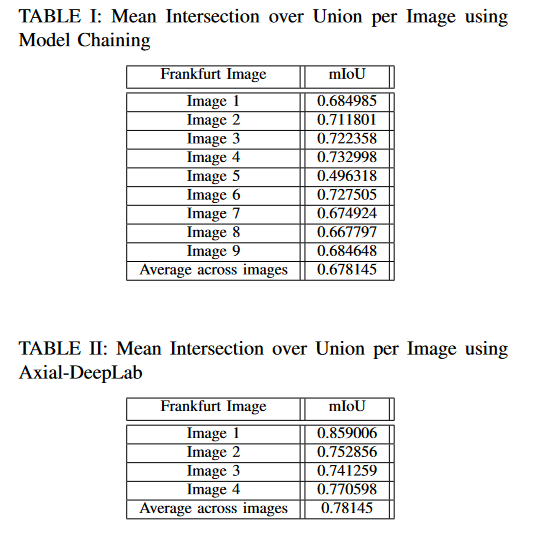 TABLE I: Mean Intersection over Union per Image using
Model Chaining
Frankfurt Image mIoU
Image 1 0.684985
Image 2 0.711801
Image 3 0.722358
Image 4 0.732998
Image 5 0.496318
Image 6 0.727505
Image 7 0.674924
Image 8 0.667797
Image 9 0.684648
Average across images 0.678145
TABLE II: Mean Intersection over Union per Image using
Axial-DeepLab
Frankfurt Image mIoU
Image 1 0.859006
Image 2 0.752856
Image 3 0.741259
Image 4 0.770598
Average across images 0.78145